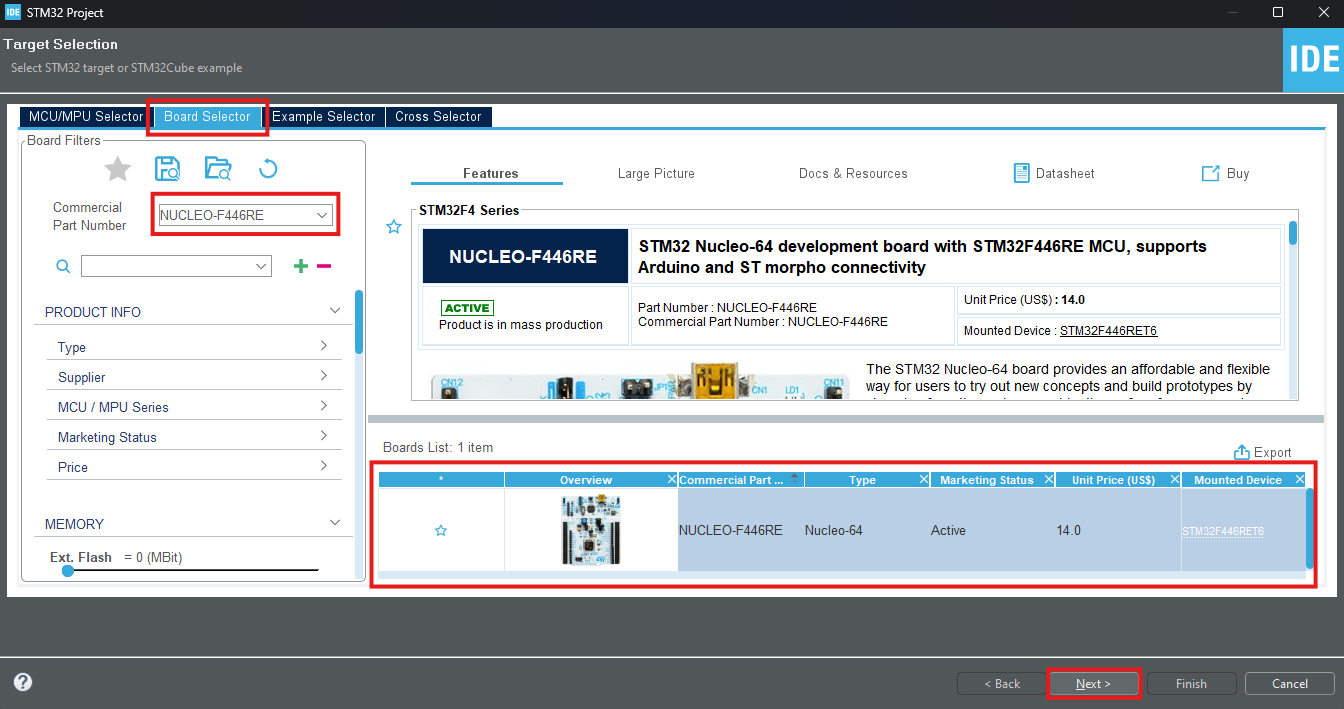 IDE STM32 Project
Target Selection
Select STM32 target or STM32Cube example
IDE
MCU/MPU Selector Board Selector Example Selector Cross Selector
Board Filters
Commercial
Part Number
NUCLEO-F446RE
PRODUCT INFO
Type
Supplier
MCU / MPU Series
Marketing Status
Price
MEMORY
Ext. Flash = 0 (MBit)
Features Large Picture Docs & Resources Datasheet Buy
STM32F4 Series
NUCLEO-F446RE
STM32 Nucleo-64 development board with STM32F446RE MCU, supports
Arduino and ST morpho connectivity
ACTIVE
Product is in mass production
Part Number : NUCLEO-F446RE
Commercial Part Number : NUCLEO-F446RE
Unit Price (US$) : 14.0
Mounted Device : STM32F446RET6
CN12 JP1 CN1 LD1 CN11
The STM32 Nucleo-64 board provides an affordable and flexible
way for users to try out new concepts and build prototypes by
Boards List: 1 item
Export
* Overview Commercial Part ... Type Marketing Status Unit Price (US$) Mounted Device
NUCLEO-F446RE Nucleo-64 Active 14.0 STM32F446RET6
? < Back Next > Finish Cancel